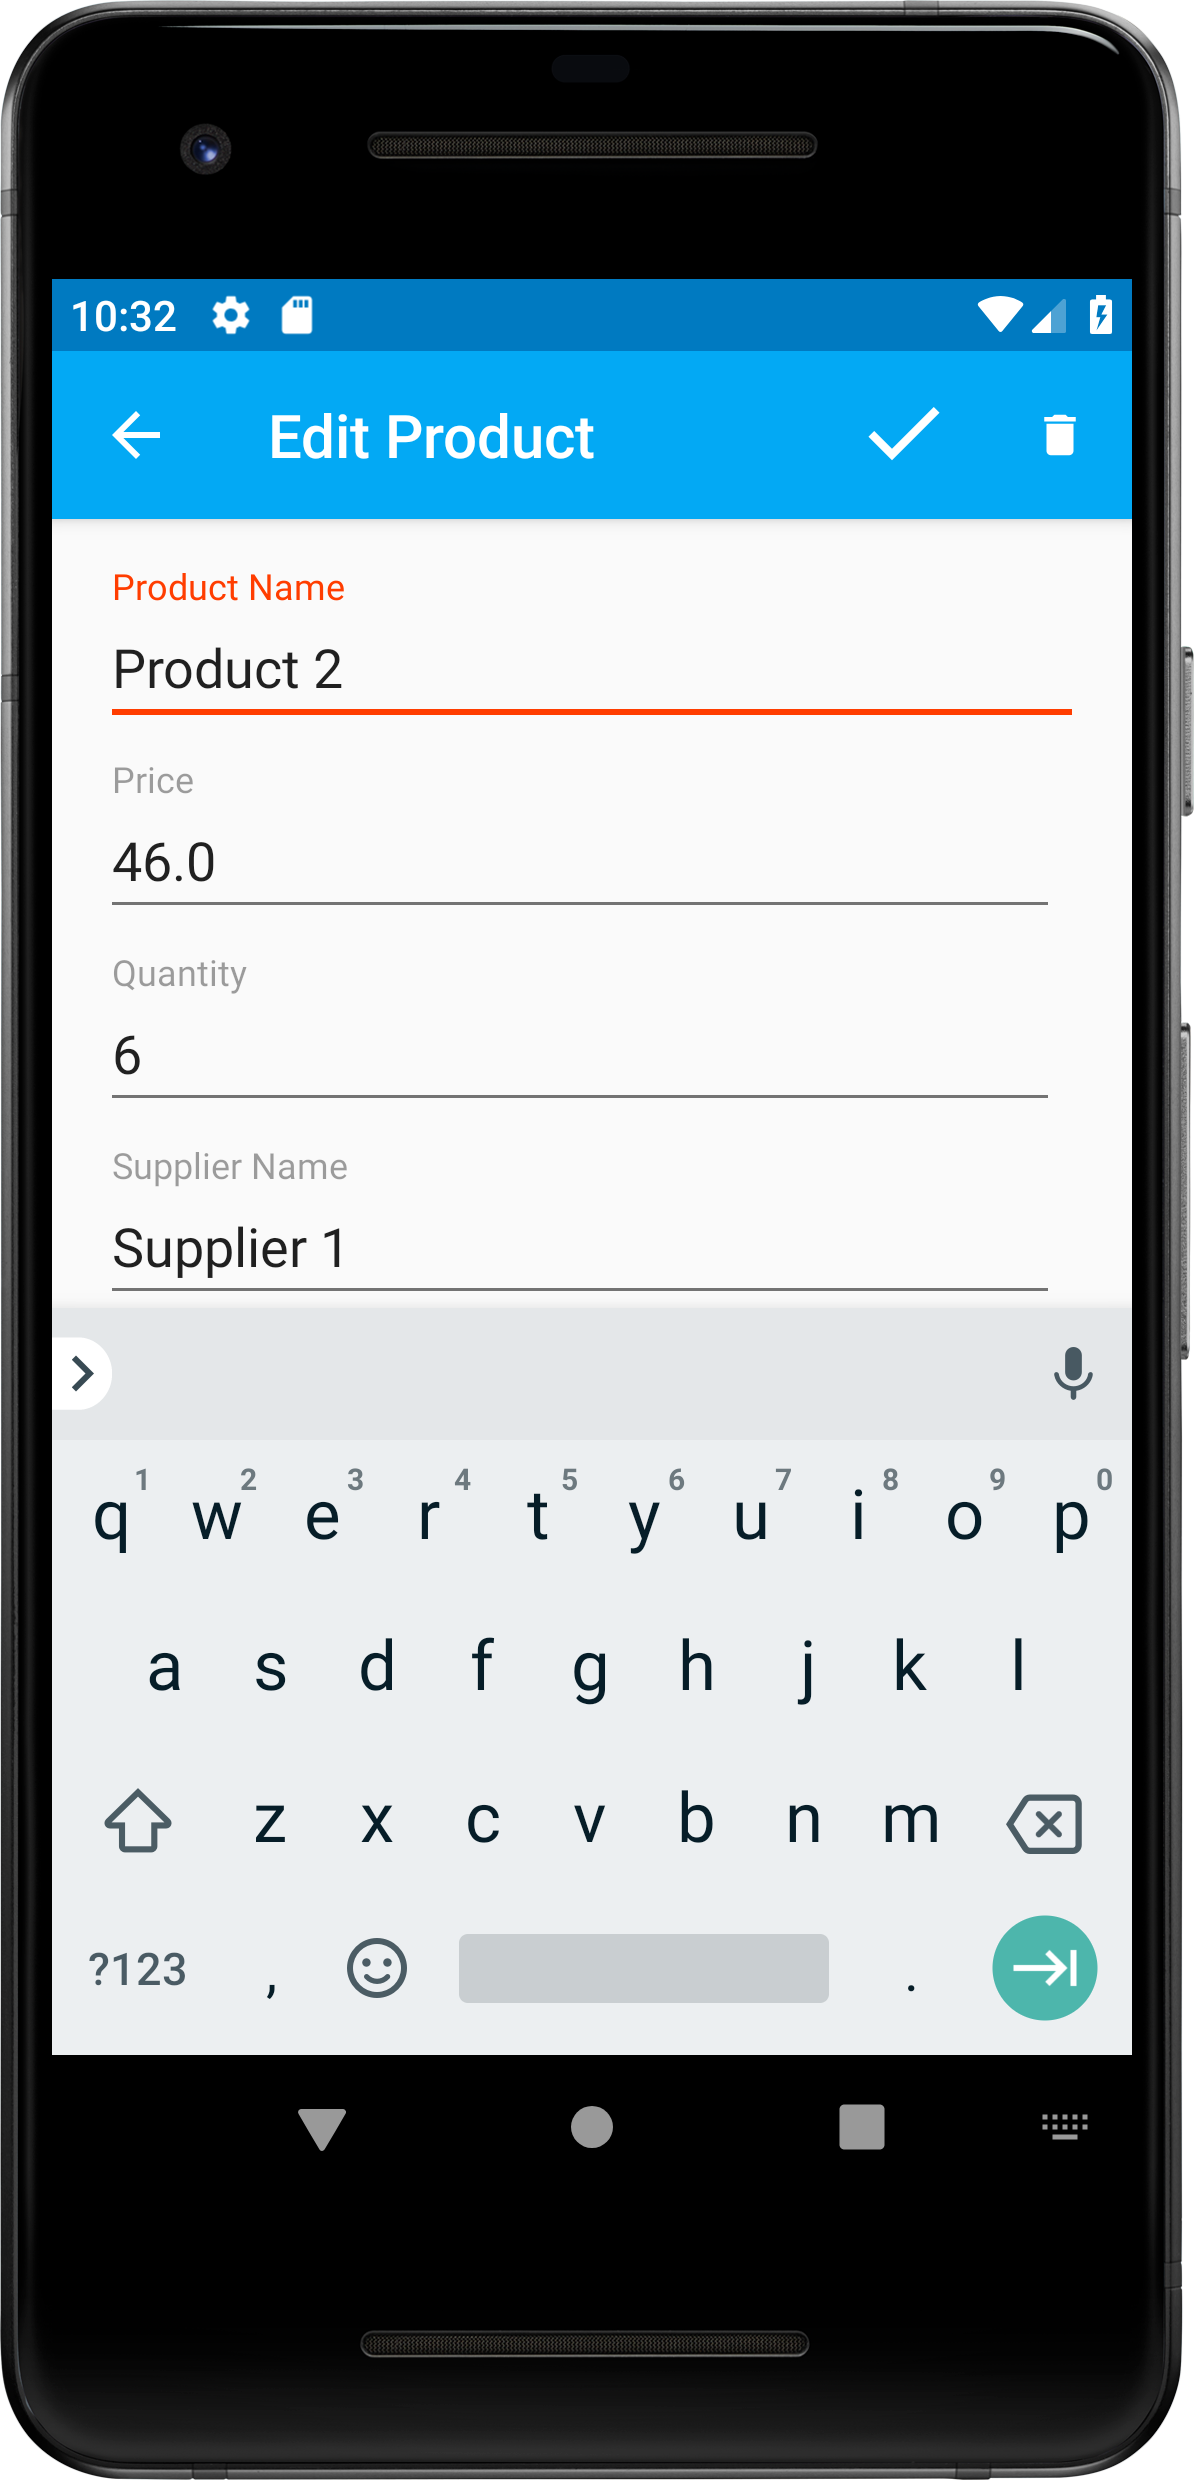 10:32
Edit Product
Product Name
Product 2
Price
46.0
Quantity
6
Supplier Name
Supplier 1
1 2 3 4 5 6 7 8 9 0
q w e r t y u i o p
a s d f g h j k l
z x c v b n m
?123 , .